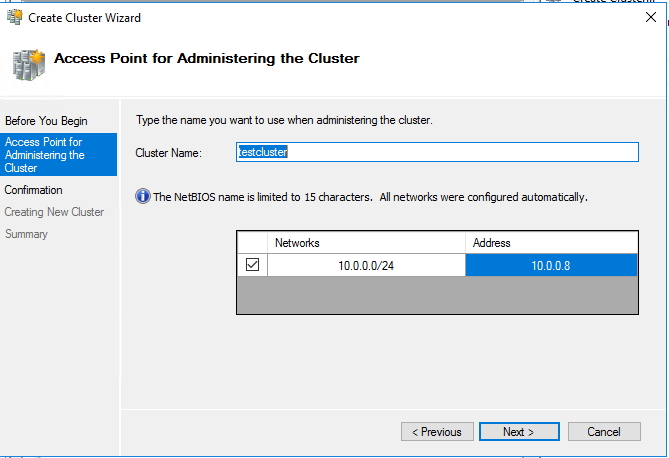 Create Cluster Wizard
Access Point for Administering the Cluster
Before You Begin
Access Point for
Administering the
Cluster
Confirmation
Creating New Cluster
Summary
Type the name you want to use when administering the cluster.
Cluster Name:
testcluster
The NetBIOS name is limited to 15 characters. All networks were configured automatically.
Networks
Address
10.0.0.0/24
10.0.0.8
< Previous
Next >
Cancel